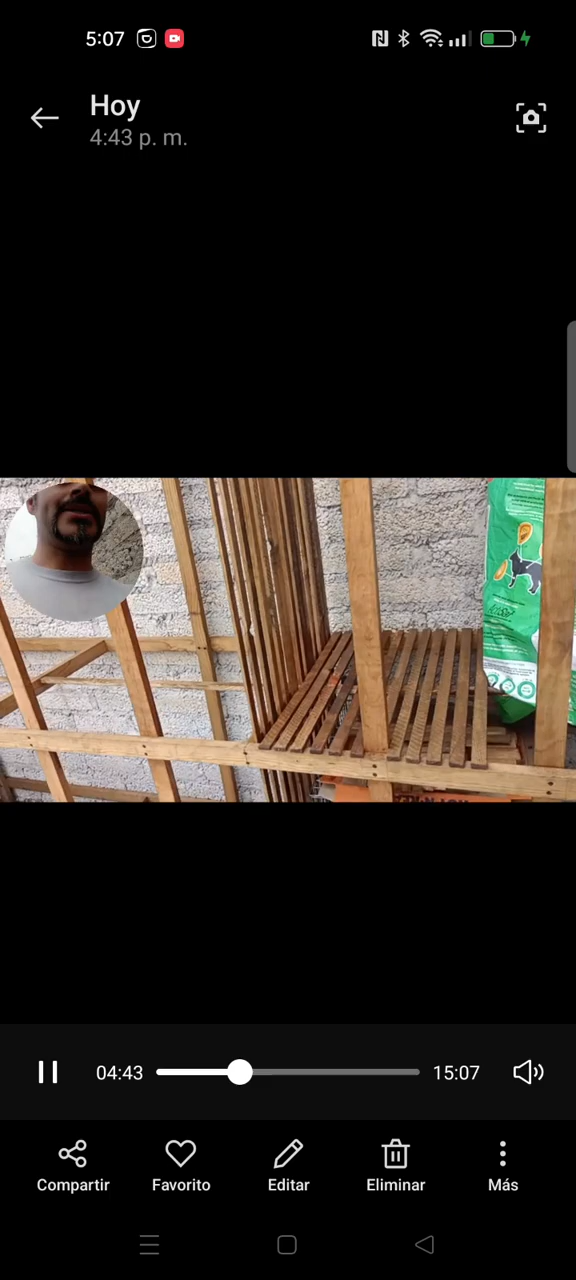 5:07
Hoy
4:43 p. m.
04:43
15:07
Compartir
Favorito
Editar
Eliminar
Más